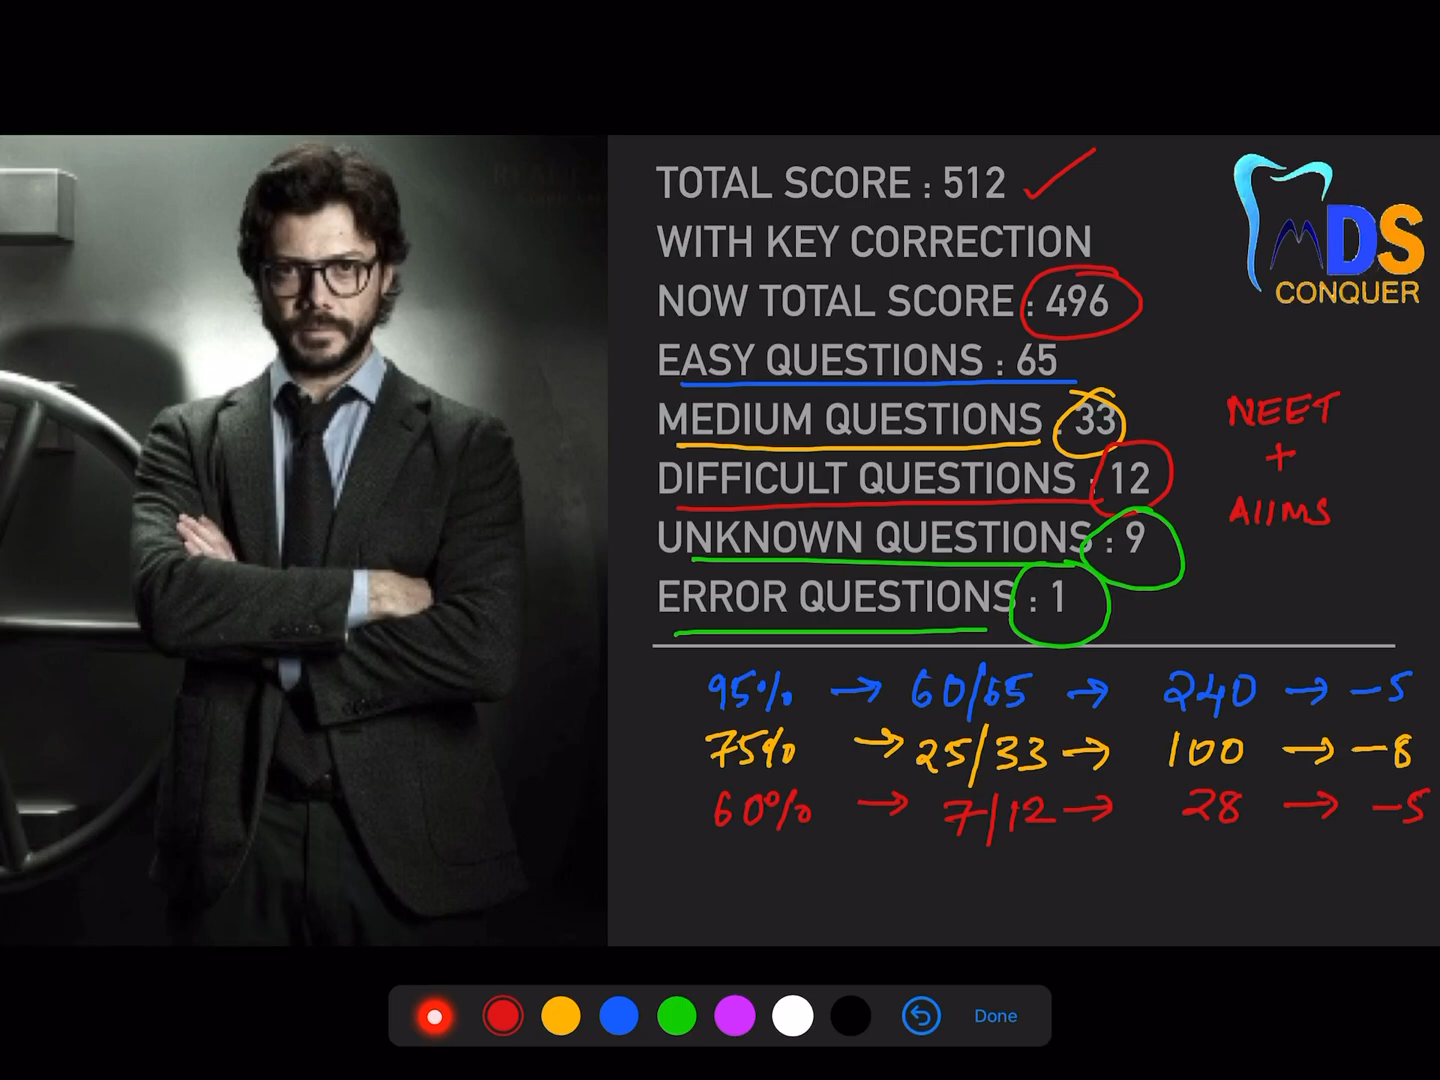 TOTAL SCORE : 512
WITH KEY CORRECTION
NOW TOTAL SCORE : 496
EASY QUESTIONS : 65
MEDIUM QUESTIONS : 33
DIFFICULT QUESTIONS : 12
UNKNOWN QUESTIONS : 9
ERROR QUESTIONS : 1
MDS
CONQUER
NEET
+
AIIMS
95% → 60/65 → 240 → -5
75% → 25/33 → 100 → -8
60% → 7/12 → 28 → -5
Done